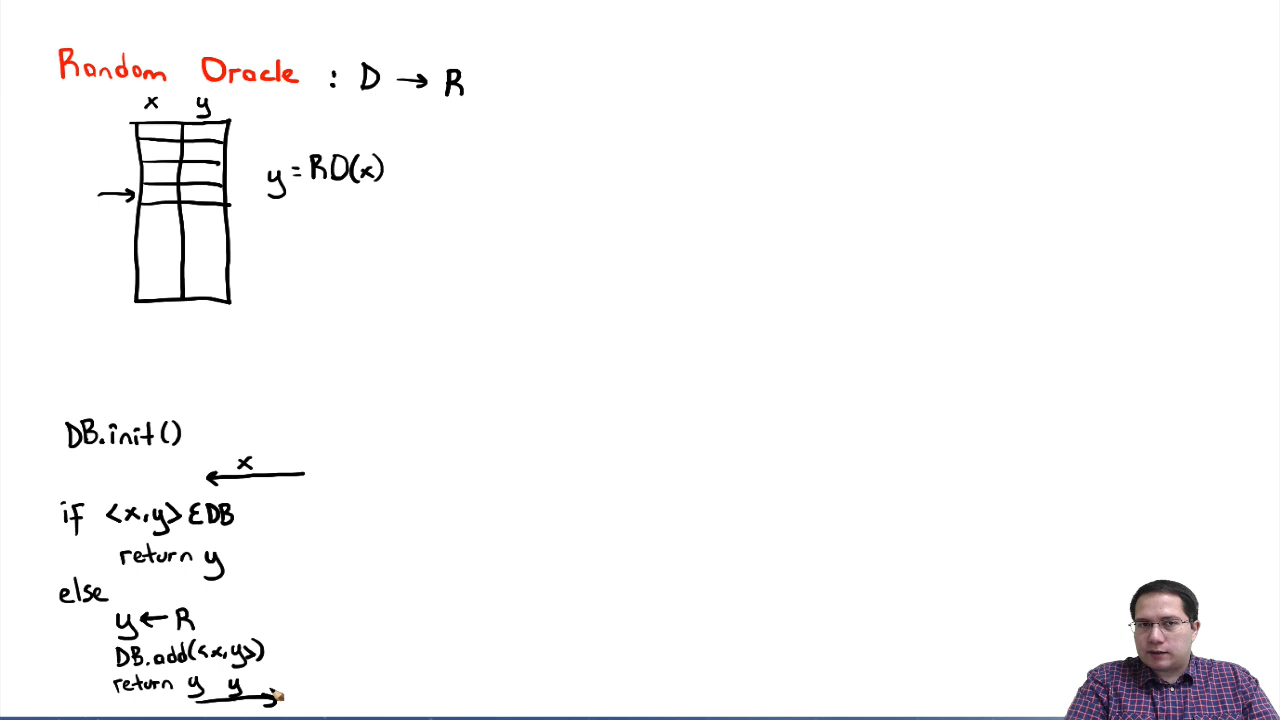 Random Oracle : D → R
x y
y = RO(x)
DB.init()
x
if <x,y> ∈ DB
return y
else
y ← R
DB.add(<x,y>)
return y y